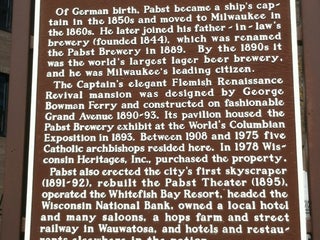 Of German birth, Pabst became a ship's cap-
tain in the 1850s and moved to Milwaukee in
the 1860s. He later joined his father-in-law's
brewery (founded 1844), which was renamed
the Pabst Brewery in 1889. By the 1890s it
was the world's largest lager beer brewery,
and he was Milwaukee's leading citizen.
The Captain's elegant Flemish Renaissance
Revival mansion was designed by George
Bowman Ferry and constructed on fashionable
Grand Avenue 1890-93. Its pavilion housed the
Pabst Brewery exhibit at the World's Columbian
Exposition in 1893. Between 1908 and 1975 five
Catholic archbishops resided here. In 1978 Wis-
consin Heritages, Inc., purchased the property.
Pabst also erected the city's first skyscraper
(1891-92), rebuilt the Pabst Theater (1895),
operated the Whitefish Bay Resort, headed the
Wisconsin National Bank, owned a local hotel
and many saloons, a hops farm and street
railway in Wauwatosa, and hotels and restau-
rants elsewhere in the nation.